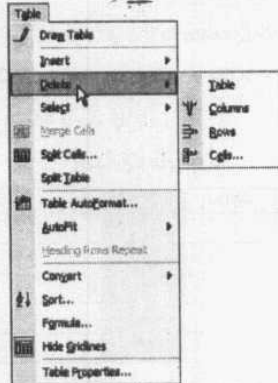 Table
Draw Table
Insert
Delete
Select
Merge Cells
Split Cells...
Split Table
Table AutoFormat...
AutoFit
Heading Rows Repeat
Convert
Sort...
Formula...
Hide Gridlines
Table Properties...
Table
Columns
Rows
Cells...